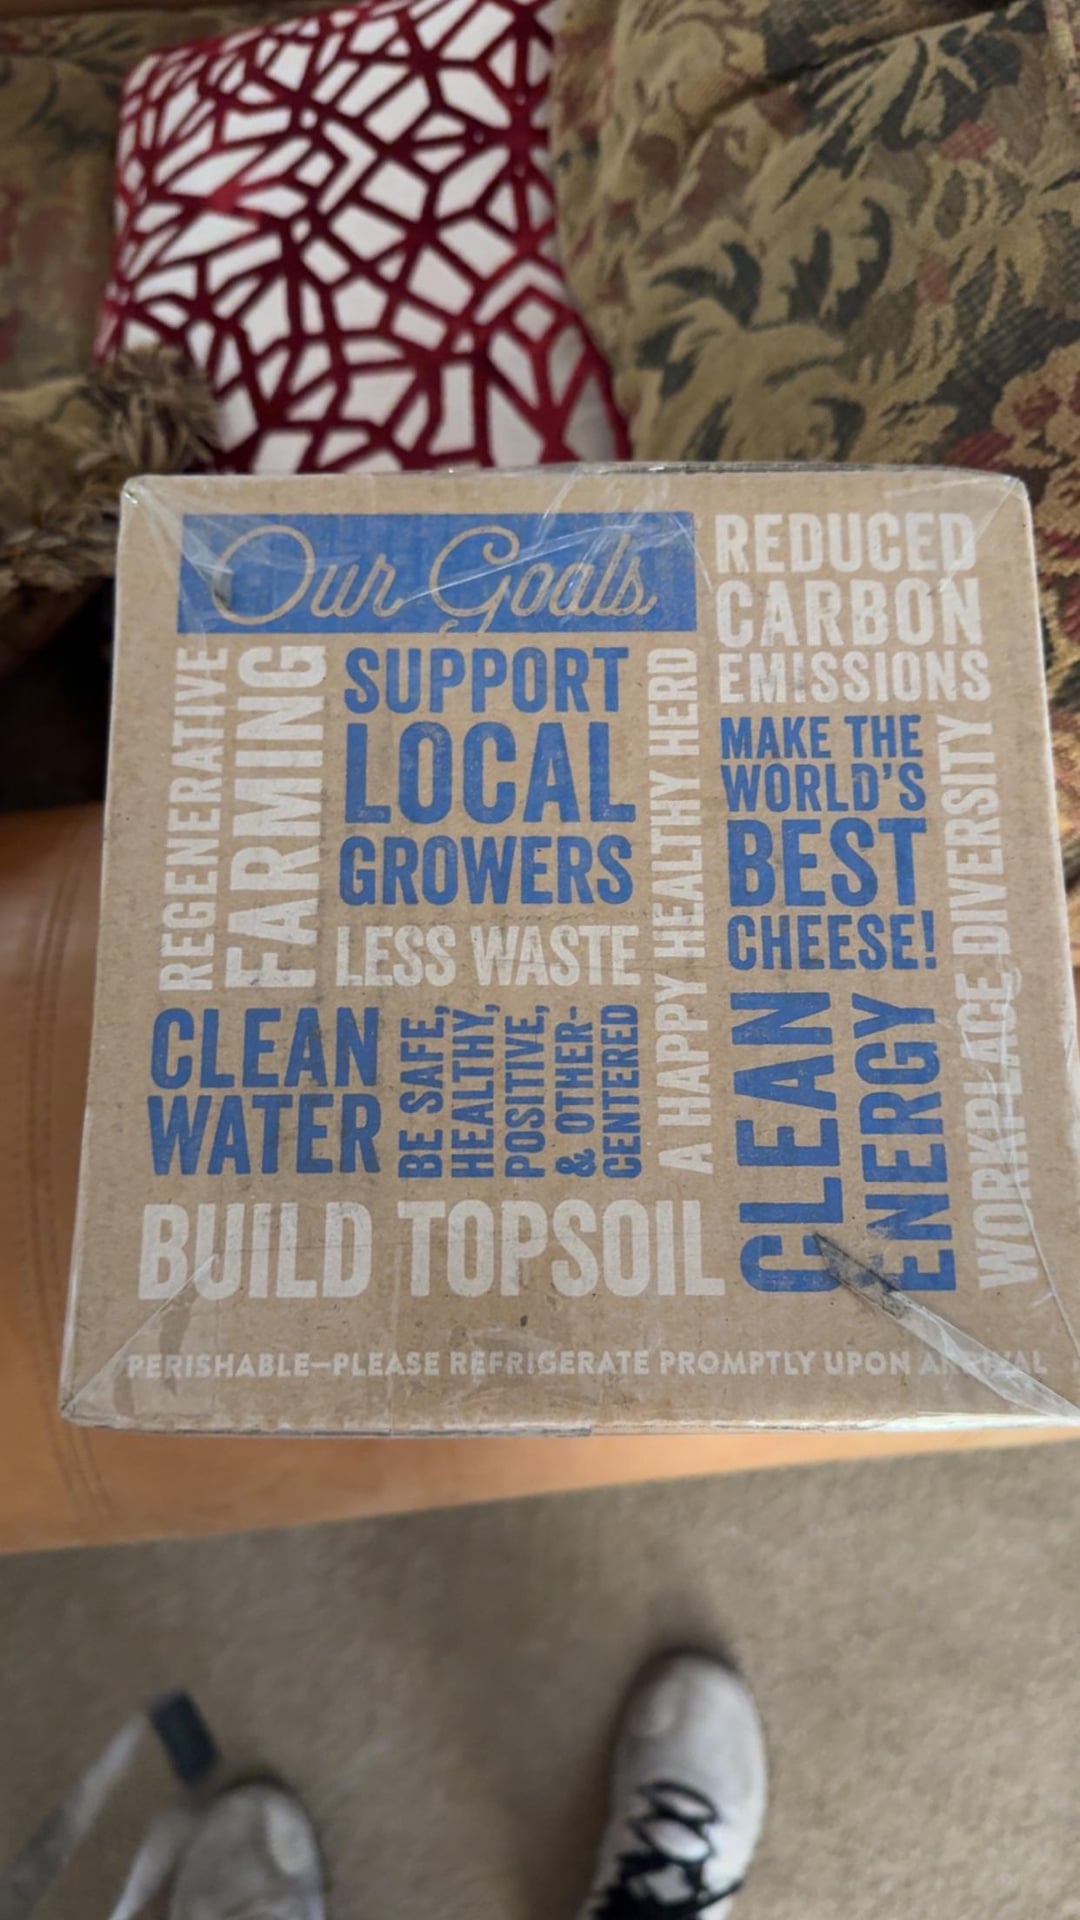 Our Goals
REGENERATIVE
FARMING
SUPPORT
LOCAL
GROWERS
LESS WASTE
CLEAN
WATER
BE SAFE,
HEALTHY,
POSITIVE,
& OTHER-
CENTERED
A HAPPY HEALTHY HERD
REDUCED
CARBON
EMISSIONS
MAKE THE
WORLD'S
BEST
CHEESE!
CLEAN
ENERGY
WORKPLACE DIVERSITY
BUILD TOPSOIL
PERISHABLE—PLEASE REFRIGERATE PROMPTLY UPON ARRIVAL